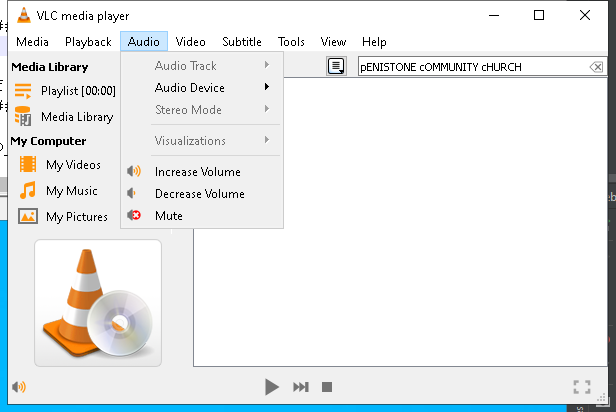 VLC media player
Media Playback Audio Video Subtitle Tools View Help
Media Library
Playlist [00:00]
Media Library
My Computer
My Videos
My Music
My Pictures
Audio Track
Audio Device
Stereo Mode
Visualizations
Increase Volume
Decrease Volume
Mute
pENISTONE cOMMUNITY cHURCH